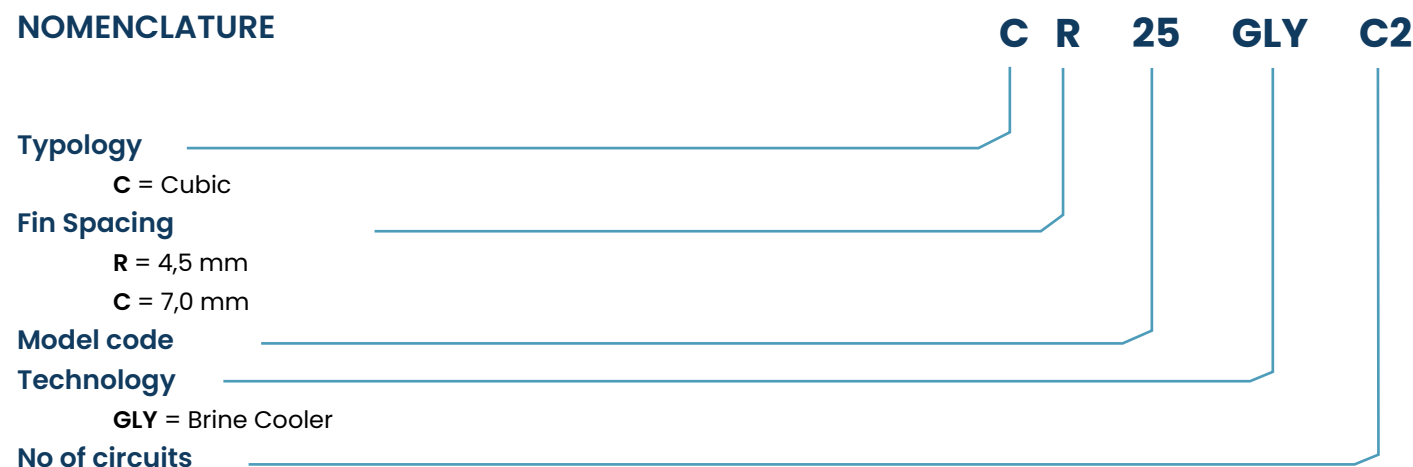 NOMENCLATURE
C R 25 GLY C2
Typology
C = Cubic
Fin Spacing
R = 4,5 mm
C = 7,0 mm
Model code
Technology
GLY = Brine Cooler
No of circuits